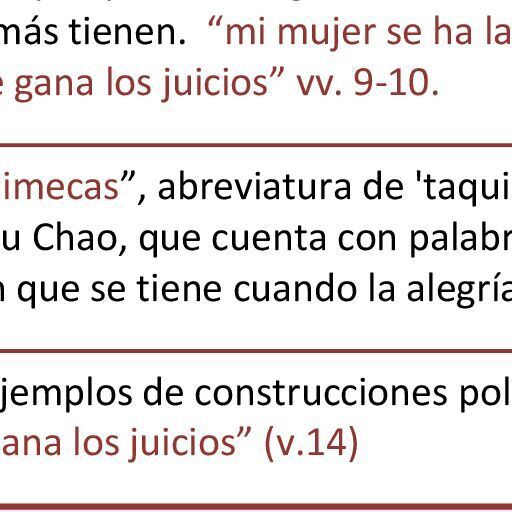 más tienen. “mi mujer se ha la
e gana los juicios” vv. 9-10.
imecas”, abreviatura de 'taqui
u Chao, que cuenta con palabr
n que se tiene cuando la alegría
jemplos de construcciones pol
ana los juicios” (v.14)